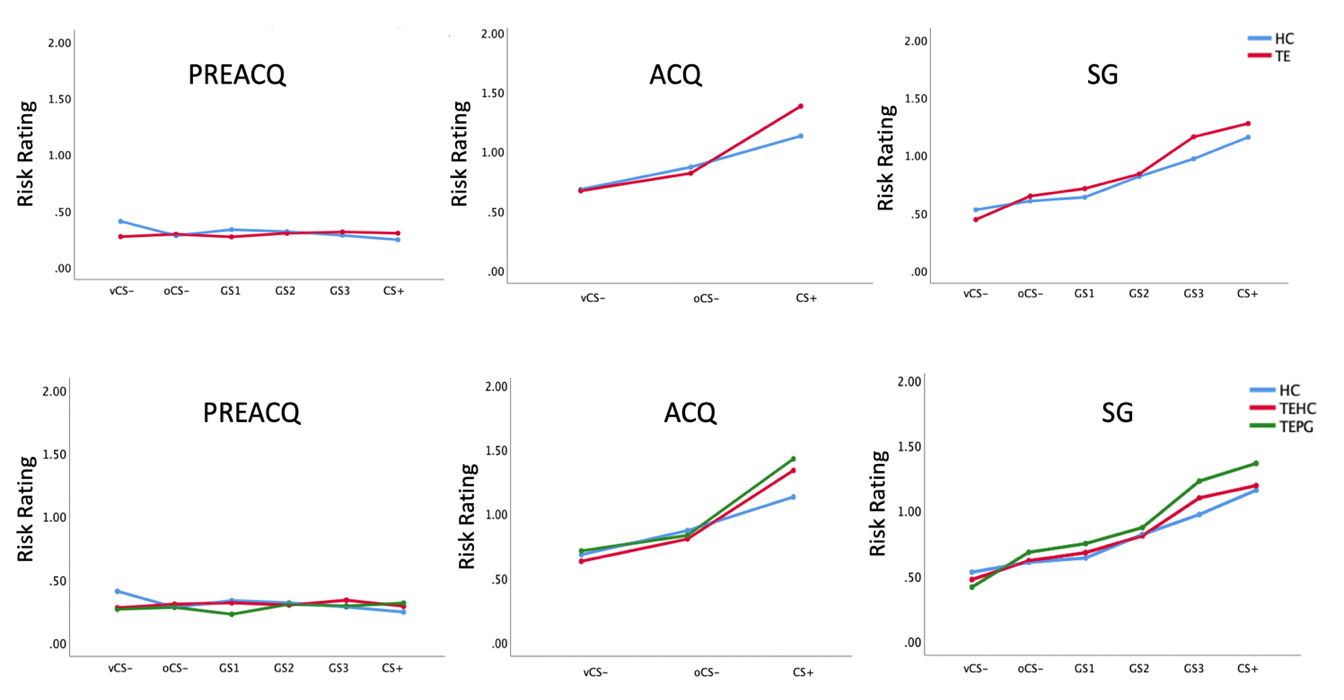 PREACQ
Risk Rating
2.00
1.50
1.00
.50
.00
vCS− oCS− GS1 GS2 GS3 CS+
ACQ
Risk Rating
2.00
1.50
1.00
.50
.00
vCS− oCS− CS+
SG
HC
TE
Risk Rating
2.00
1.50
1.00
.50
.00
vCS− oCS− GS1 GS2 GS3 CS+
PREACQ
Risk Rating
2.00
1.50
1.00
.50
.00
vCS− oCS− GS1 GS2 GS3 CS+
ACQ
Risk Rating
2.00
1.50
1.00
.50
.00
vCS− oCS− CS+
SG
HC
TEHC
TEPG
Risk Rating
2.00
1.50
1.00
.50
.00
vCS− oCS− GS1 GS2 GS3 CS+